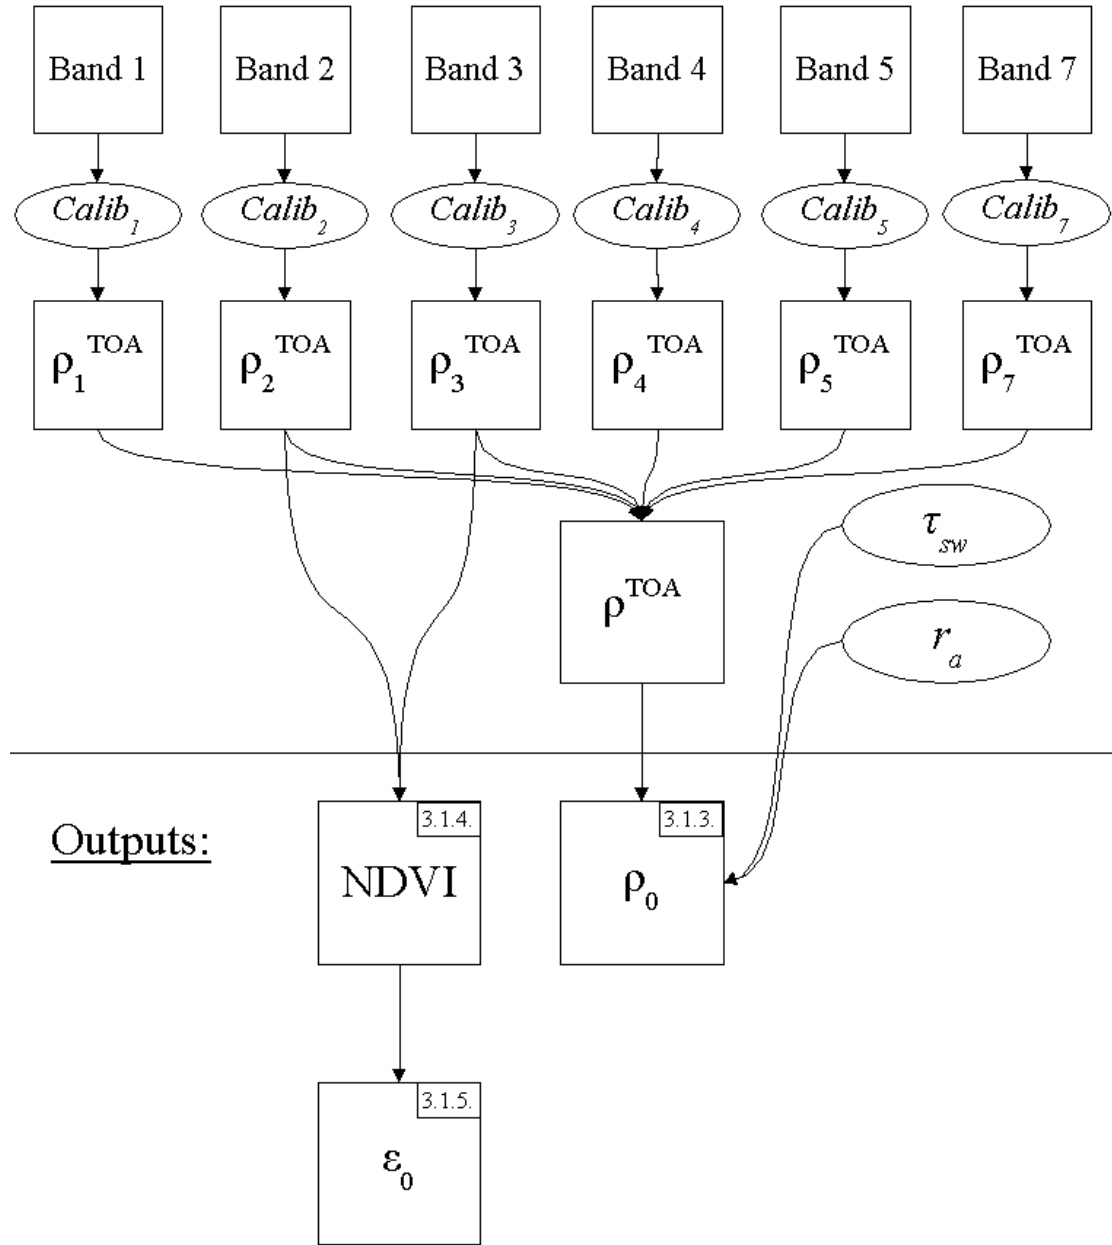 Band 1 Band 2 Band 3 Band 4 Band 5 Band 7
Calib₁ Calib₂ Calib₃ Calib₄ Calib₅ Calib₇
ρ₁ᵀᴼᴬ ρ₂ᵀᴼᴬ ρ₃ᵀᴼᴬ ρ₄ᵀᴼᴬ ρ₅ᵀᴼᴬ ρ₇ᵀᴼᴬ
τ_sw
ρᵀᴼᴬ
r_a
3.1.4. 3.1.3.
Outputs:
NDVI ρ₀
3.1.5.
ε₀